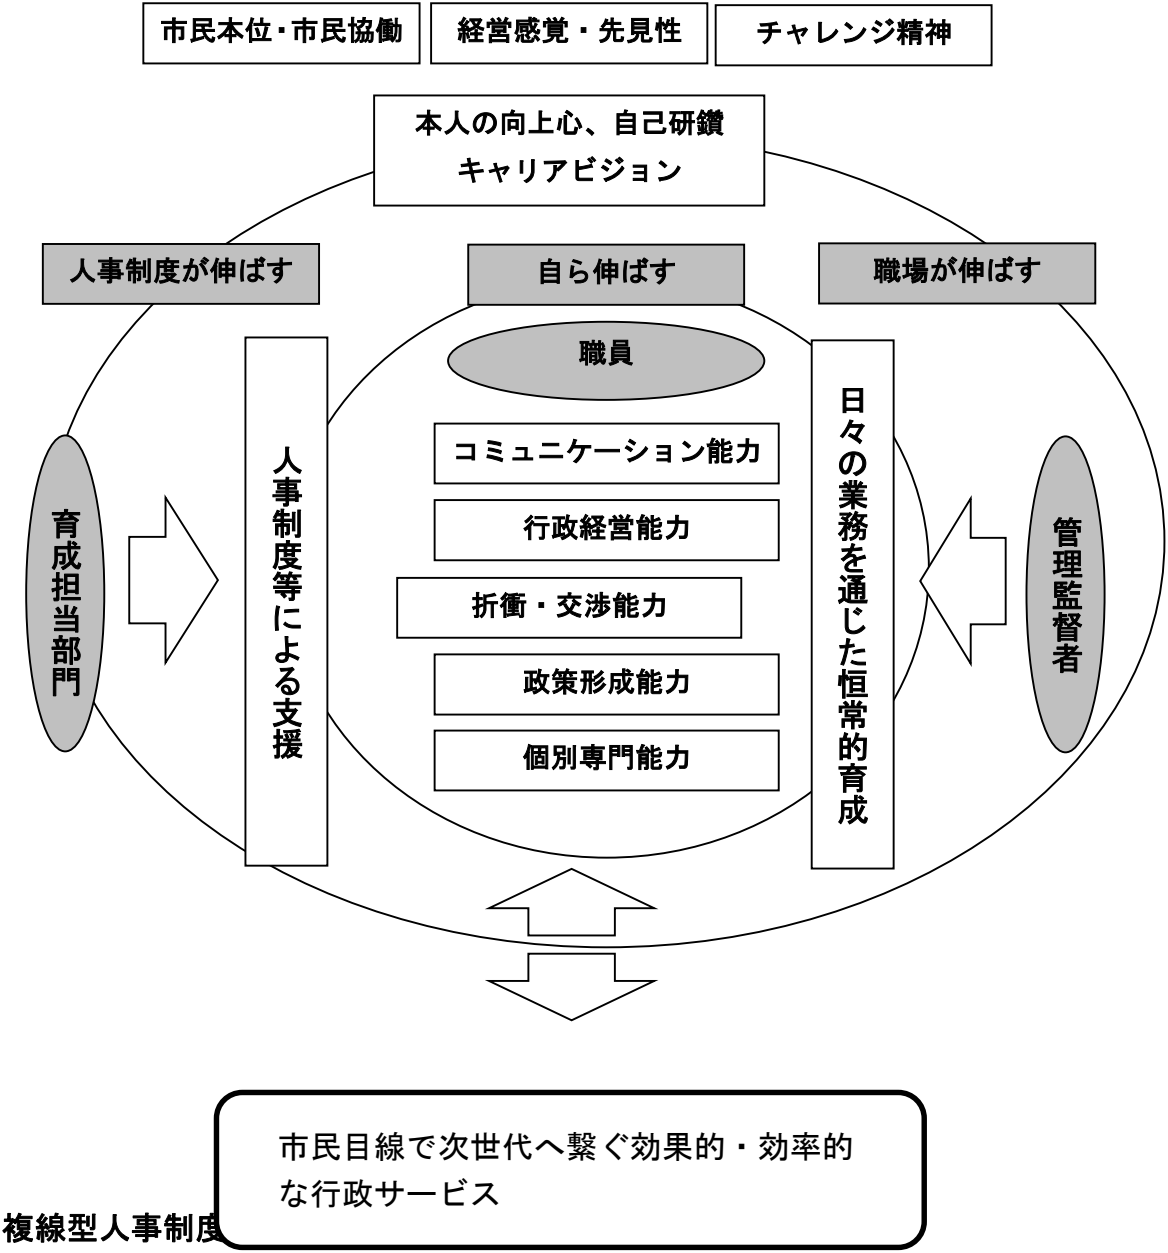 市民本位・市民協働
経営感覚・先見性
チャレンジ精神
本人の向上心、自己研鑽
キャリアビジョン
人事制度が伸ばす
自ら伸ばす
職場が伸ばす
職員
コミュニケーション能力
行政経営能力
折衝・交渉能力
政策形成能力
個別専門能力
育成担当部門
人事制度等による支援
日々の業務を通じた恒常的育成
管理監督者
市民目線で次世代へ繋ぐ効果的・効率的
な行政サービス
複線型人事制度